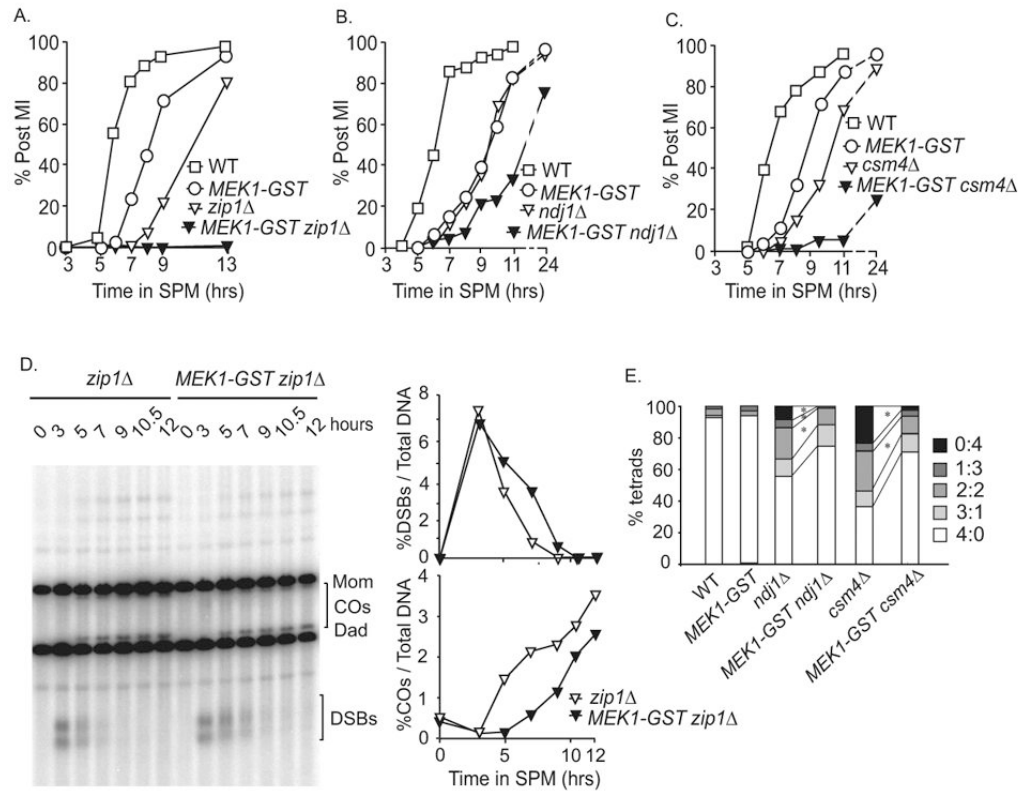 A.
100
80
60
40
20
0
% Post MI
3 5 7 9 13
Time in SPM (hrs)
WT
MEK1-GST
zip1Δ
MEK1-GST zip1Δ
B.
100
80
60
40
20
0
% Post MI
3 5 7 9 11 24
Time in SPM (hrs)
WT
MEK1-GST
ndj1Δ
MEK1-GST ndj1Δ
C.
100
80
60
40
20
0
% Post MI
3 5 7 9 11 24
Time in SPM (hrs)
WT
MEK1-GST
csm4Δ
MEK1-GST csm4Δ
D.
zip1Δ MEK1-GST zip1Δ
0 3 5 7 9 10.5 12 0 3 5 7 9 10.5 12 hours
Mom
COs
Dad
DSBs
%DSBs / Total DNA
8
6
4
2
0
%COs / Total DNA
4
3
2
1
0
0 5 10 12
Time in SPM (hrs)
zip1Δ
MEK1-GST zip1Δ
E.
% tetrads
100
80
60
40
20
0
WT
MEK1-GST
ndj1Δ
MEK1-GST ndj1Δ
csm4Δ
MEK1-GST csm4Δ
* * *
* *
0:4
1:3
2:2
3:1
4:0